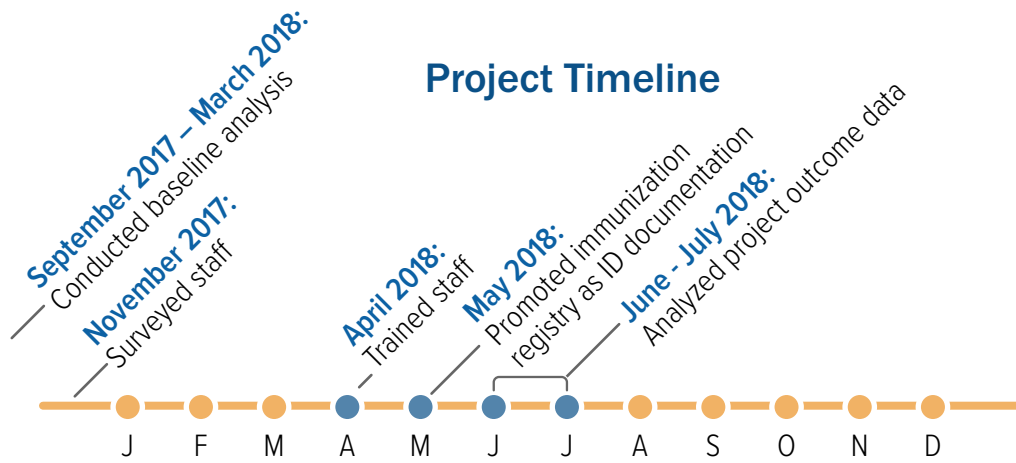 Project Timeline
September 2017 – March 2018:
Conducted baseline analysis
November 2017:
Surveyed staff
April 2018:
Trained staff
May 2018:
Promoted immunization
registry as ID documentation
June - July 2018:
Analyzed project outcome data
J F M A M J J A S O N D